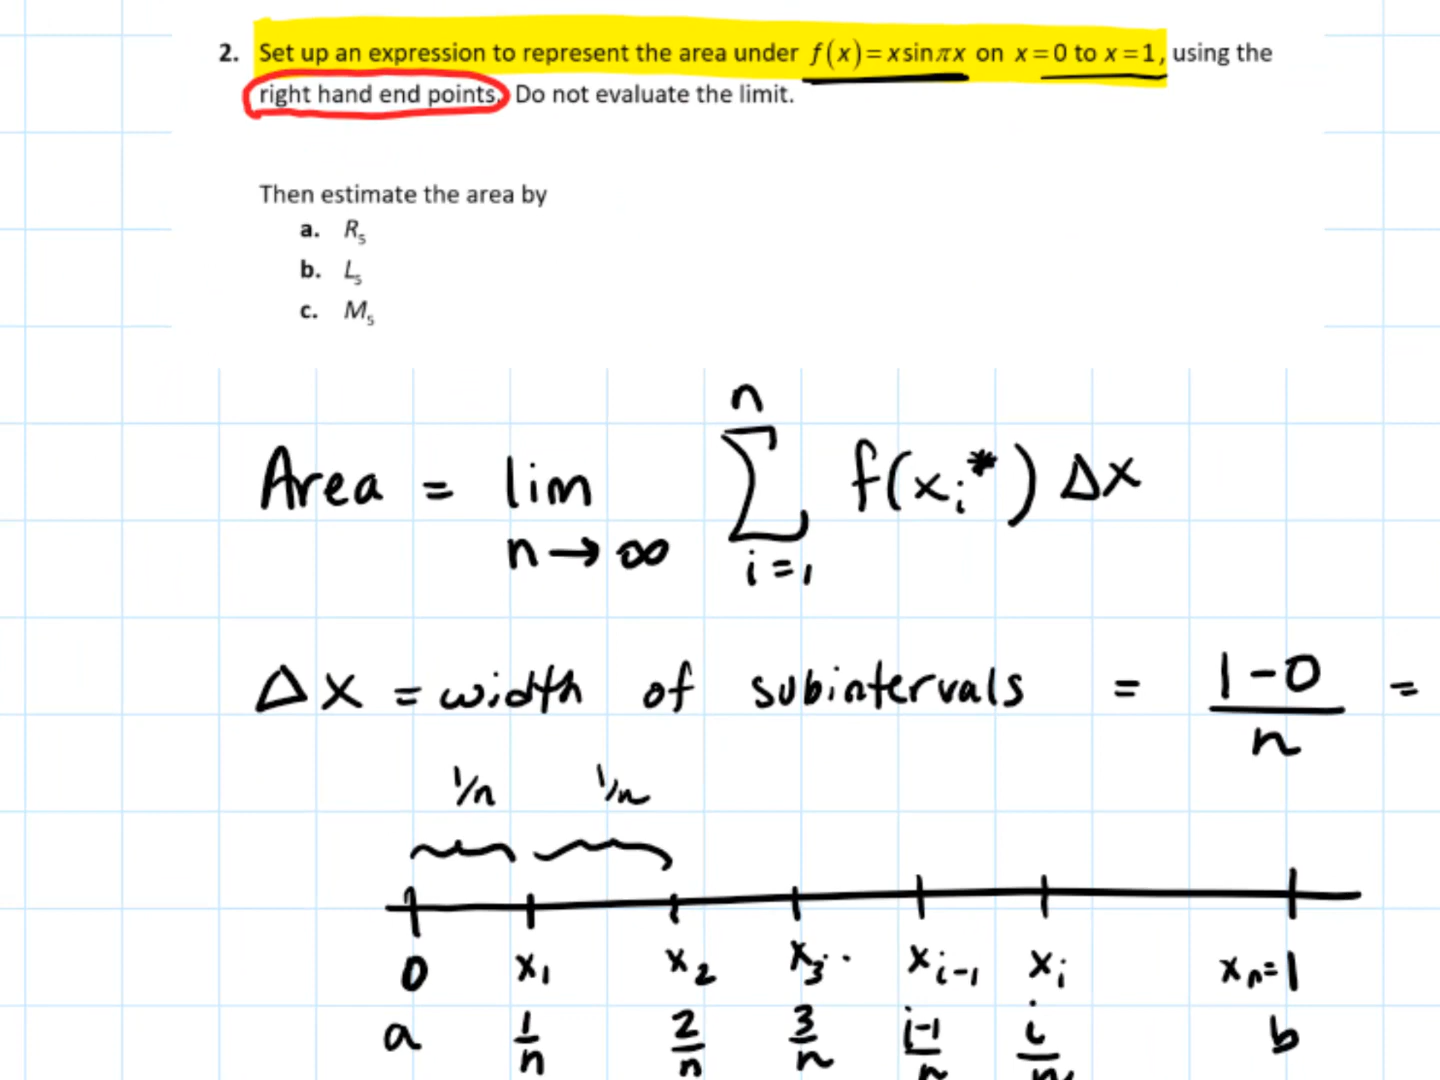 2. Set up an expression to represent the area under f(x)=x sin πx on x=0 to x=1, using the
right hand end points. Do not evaluate the limit.
Then estimate the area by
a. R₅
b. L₅
c. M₅
n
Area = lim Σ f(xᵢ*) Δx
n→∞ i=1
Δx = width of subintervals = 1-0 =
n
1/n 1/n
0 x₁ x₂ x₃.. xᵢ₋₁ xᵢ xₙ=1
a 1/n 2/n 3/n i-1/n i/n b